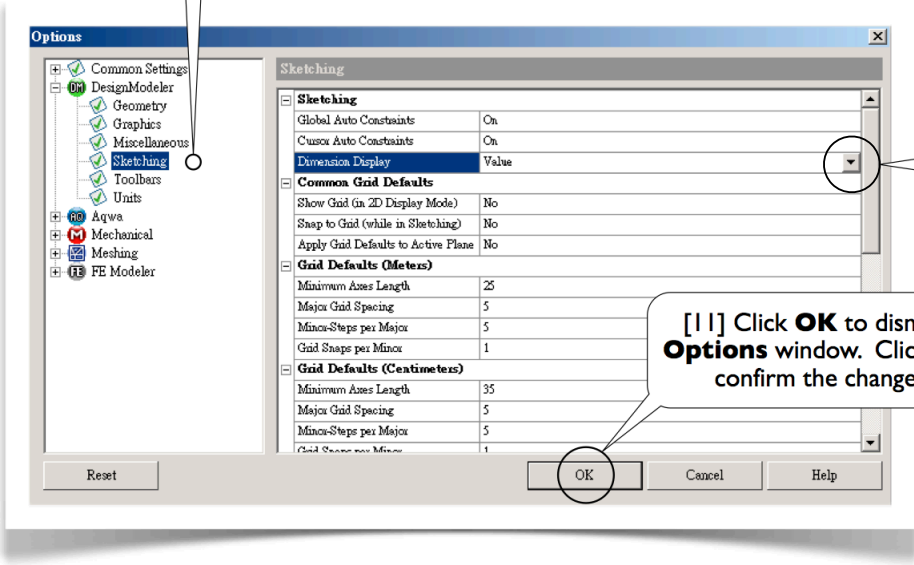 Options
Common Settings
DesignModeler
Geometry
Graphics
Miscellaneous
Sketching
Toolbars
Units
Aqwa
Mechanical
Meshing
FE Modeler
Sketching
Sketching
Global Auto Constraints On
Cursor Auto Constraints On
Dimension Display Value
Common Grid Defaults
Show Grid (in 2D Display Mode) No
Snap to Grid (while in Sketching) No
Apply Grid Defaults to Active Plane No
Grid Defaults (Meters)
Minimum Axes Length 25
Major Grid Spacing 5
Minor-Steps per Major 5
Grid Snaps per Minor 1
Grid Defaults (Centimeters)
Minimum Axes Length 35
Major Grid Spacing 5
Minor-Steps per Major 5
Grid Snaps per Minor 1
[11] Click OK to dism
Options window. Clic
confirm the change
Reset OK Cancel Help